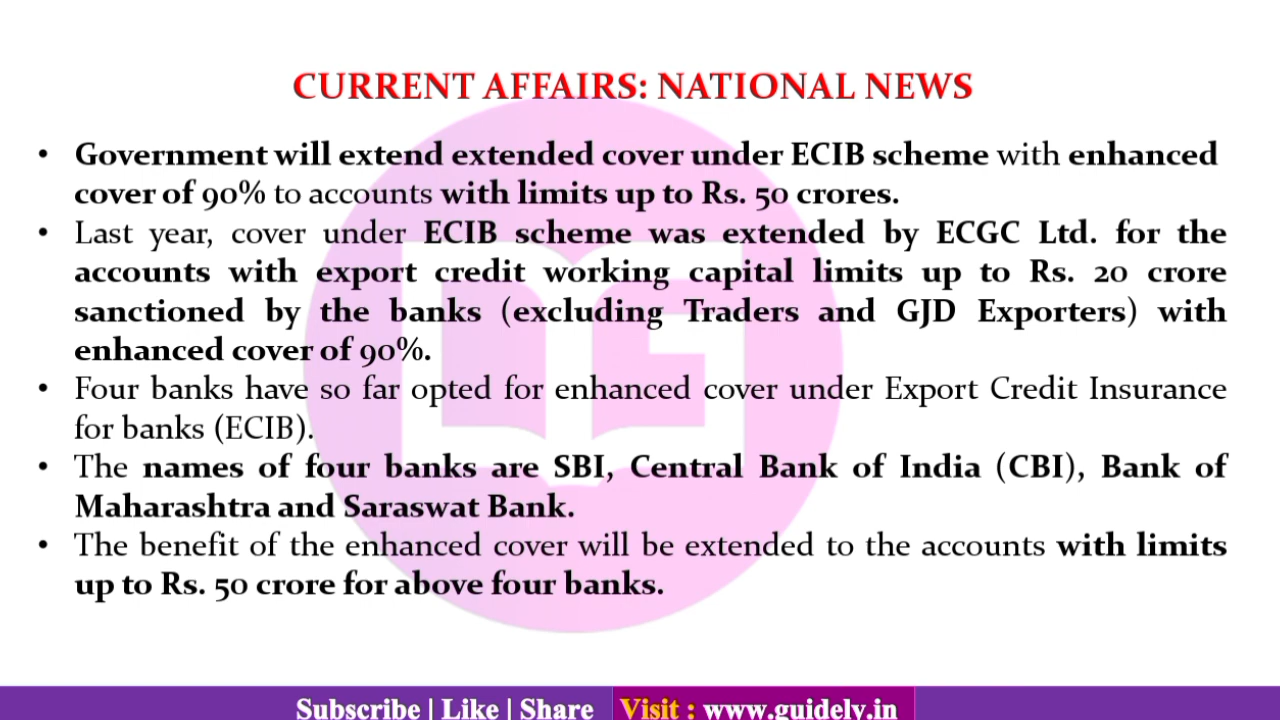 CURRENT AFFAIRS: NATIONAL NEWS
• Government will extend extended cover under ECIB scheme with enhanced
cover of 90% to accounts with limits up to Rs. 50 crores.
• Last year, cover under ECIB scheme was extended by ECGC Ltd. for the
accounts with export credit working capital limits up to Rs. 20 crore
sanctioned by the banks (excluding Traders and GJD Exporters) with
enhanced cover of 90%.
• Four banks have so far opted for enhanced cover under Export Credit Insurance
for banks (ECIB).
• The names of four banks are SBI, Central Bank of India (CBI), Bank of
Maharashtra and Saraswat Bank.
• The benefit of the enhanced cover will be extended to the accounts with limits
up to Rs. 50 crore for above four banks.
Subscribe | Like | Share Visit : www.guidely.in